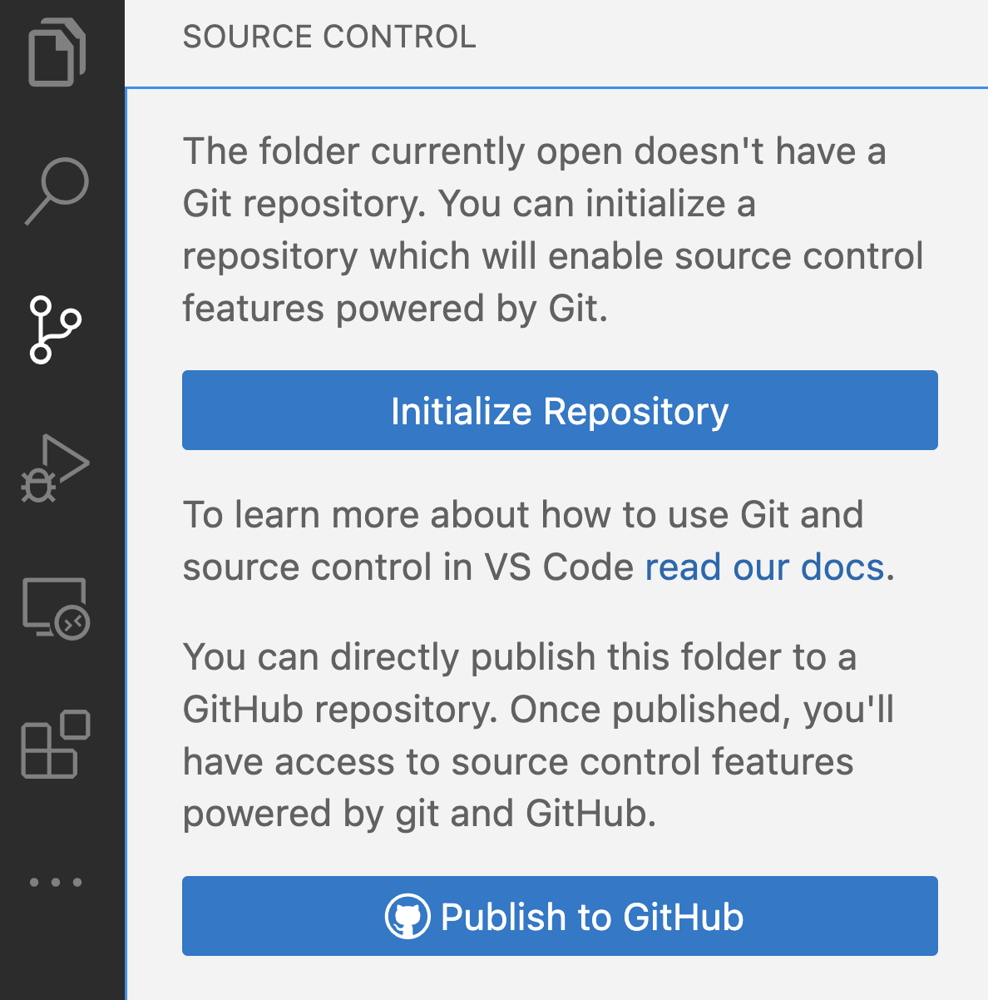 SOURCE CONTROL
The folder currently open doesn't have a
Git repository. You can initialize a
repository which will enable source control
features powered by Git.
Initialize Repository
To learn more about how to use Git and
source control in VS Code read our docs.
You can directly publish this folder to a
GitHub repository. Once published, you'll
have access to source control features
powered by git and GitHub.
Publish to GitHub